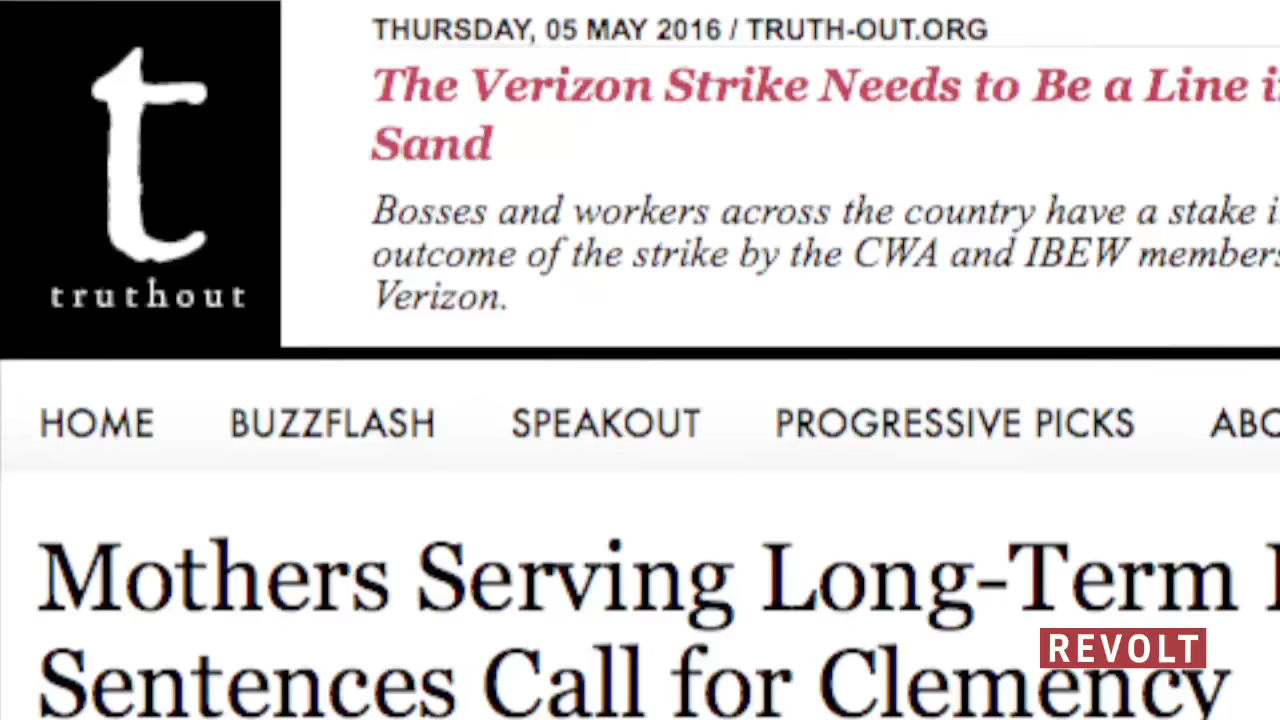 t
truthout
THURSDAY, 05 MAY 2016 / TRUTH-OUT.ORG
The Verizon Strike Needs to Be a Line
Sand
Bosses and workers across the country have a stake
outcome of the strike by the CWA and IBEW members
Verizon.
HOME BUZZFLASH SPEAKOUT PROGRESSIVE PICKS
Mothers Serving Long-Term
Sentences Call for Clemency
REVOLT